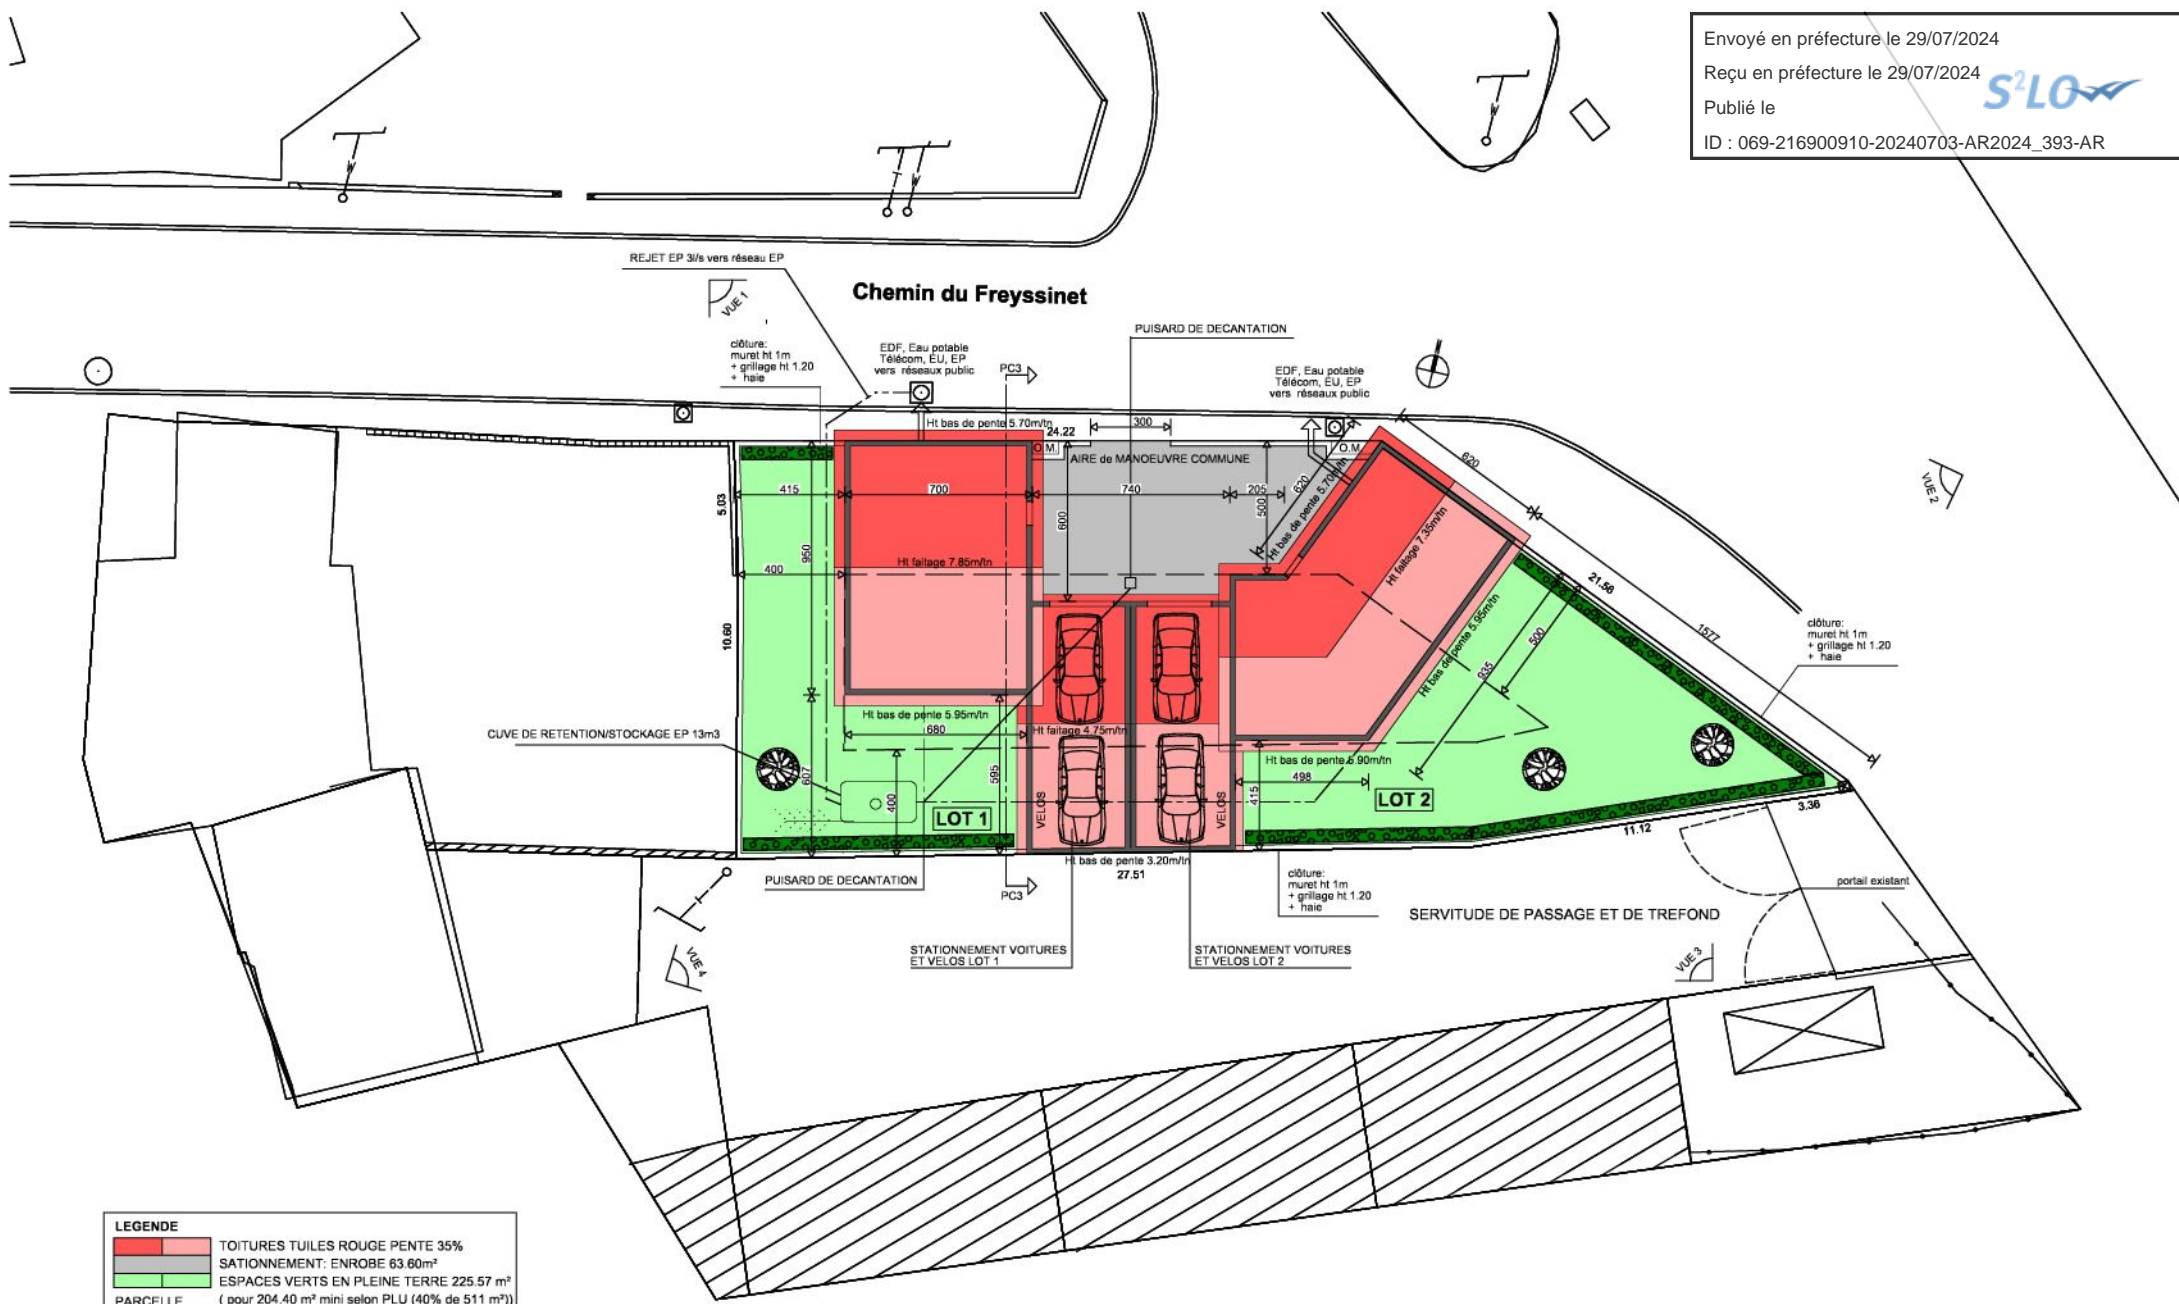 Envoyé en préfecture le 29/07/2024
Reçu en préfecture le 29/07/2024
S²LO
Publié le
ID : 069-216900910-20240703-AR2024_393-AR
REJET EP 3l/s vers réseau EP
VUE 1
Chemin du Freyssinet
PUISARD DE DECANTATION
clôture:
muret ht 1m
+ grillage ht 1.20
+ haie
EDF, Eau potable
Télécom, EU, EP
vers réseaux public
PC3
EDF, Eau potable
Télécom, EU, EP
vers réseaux public
Ht bas de pente 5.70m/tn
24.22
300
O.M.
AIRE de MANOEUVRE COMMUNE
O.M.
620
VUE 2
415
700
740
205
620
Ht bas de pente 5.70m/tn
5.03
950
600
500
Ht faitage 7.85m/tn
Ht faitage 7.35m/tn
400
21.56
500
1577
10.60
935
Ht bas de pente 5.95m/tn
clôture:
muret ht 1m
+ grillage ht 1.20
+ haie
Ht bas de pente 5.95m/tn
680
Ht faitage 4.75m/tn
CUVE DE RETENTION/STOCKAGE EP 13m3
Ht bas de pente 5.90m/tn
607
595
400
498
415
VELOS
VELOS
LOT 1
LOT 2
3.36
11.12
Ht bas de pente 3.20m/tn
27.51
PUISARD DE DECANTATION
PC3
clôture:
muret ht 1m
+ grillage ht 1.20
+ haie
portail existant
SERVITUDE DE PASSAGE ET DE TREFOND
STATIONNEMENT VOITURES
ET VELOS LOT 1
STATIONNEMENT VOITURES
ET VELOS LOT 2
VUE 4
VUE 3
LEGENDE
TOITURES TUILES ROUGE PENTE 35%
SATIONNEMENT: ENROBE 63.60m²
ESPACES VERTS EN PLEINE TERRE 225.57 m²
PARCELLE ( pour 204.40 m² mini selon PLU (40% de 511 m²))